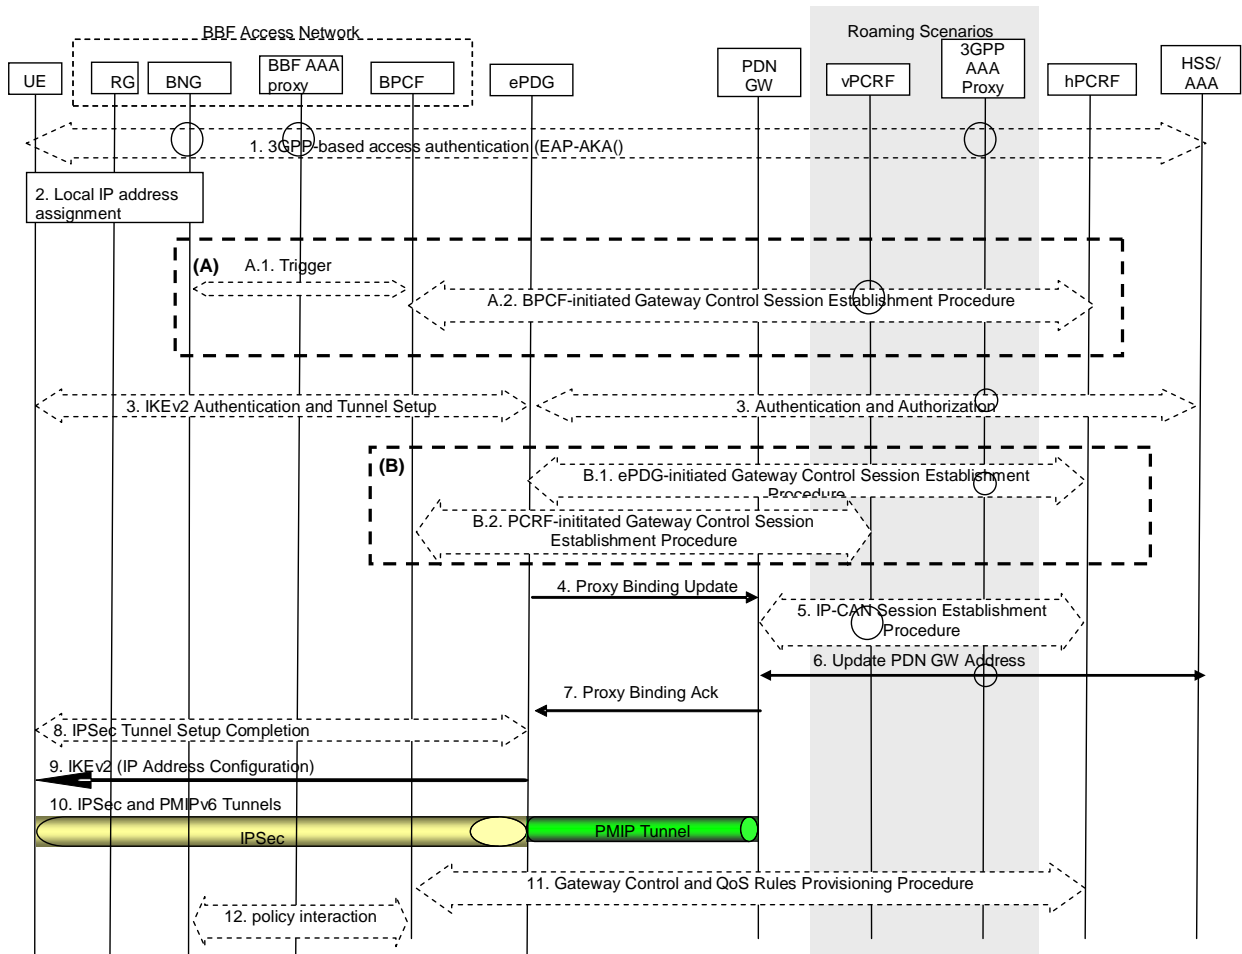 BBF Access Network
Roaming Scenarios
UE
RG
BNG
BBF AAA
proxy
BPCF
ePDG
PDN
GW
vPCRF
3GPP
AAA
Proxy
hPCRF
HSS/
AAA
1. 3GPP-based access authentication (EAP-AKA()
2. Local IP address
assignment
(A)
A.1. Trigger
A.2. BPCF-initiated Gateway Control Session Establishment Procedure
3. IKEv2 Authentication and Tunnel Setup
3. Authentication and Authorization
(B)
B.1. ePDG-initiated Gateway Control Session Establishment
Procedure
B.2. PCRF-inititated Gateway Control Session
Establishment Procedure
4. Proxy Binding Update
5. IP-CAN Session Establishment
Procedure
6. Update PDN GW Address
7. Proxy Binding Ack
8. IPSec Tunnel Setup Completion
9. IKEv2 (IP Address Configuration)
10. IPSec and PMIPv6 Tunnels
IPSec
PMIP Tunnel
11. Gateway Control and QoS Rules Provisioning Procedure
12. policy interaction